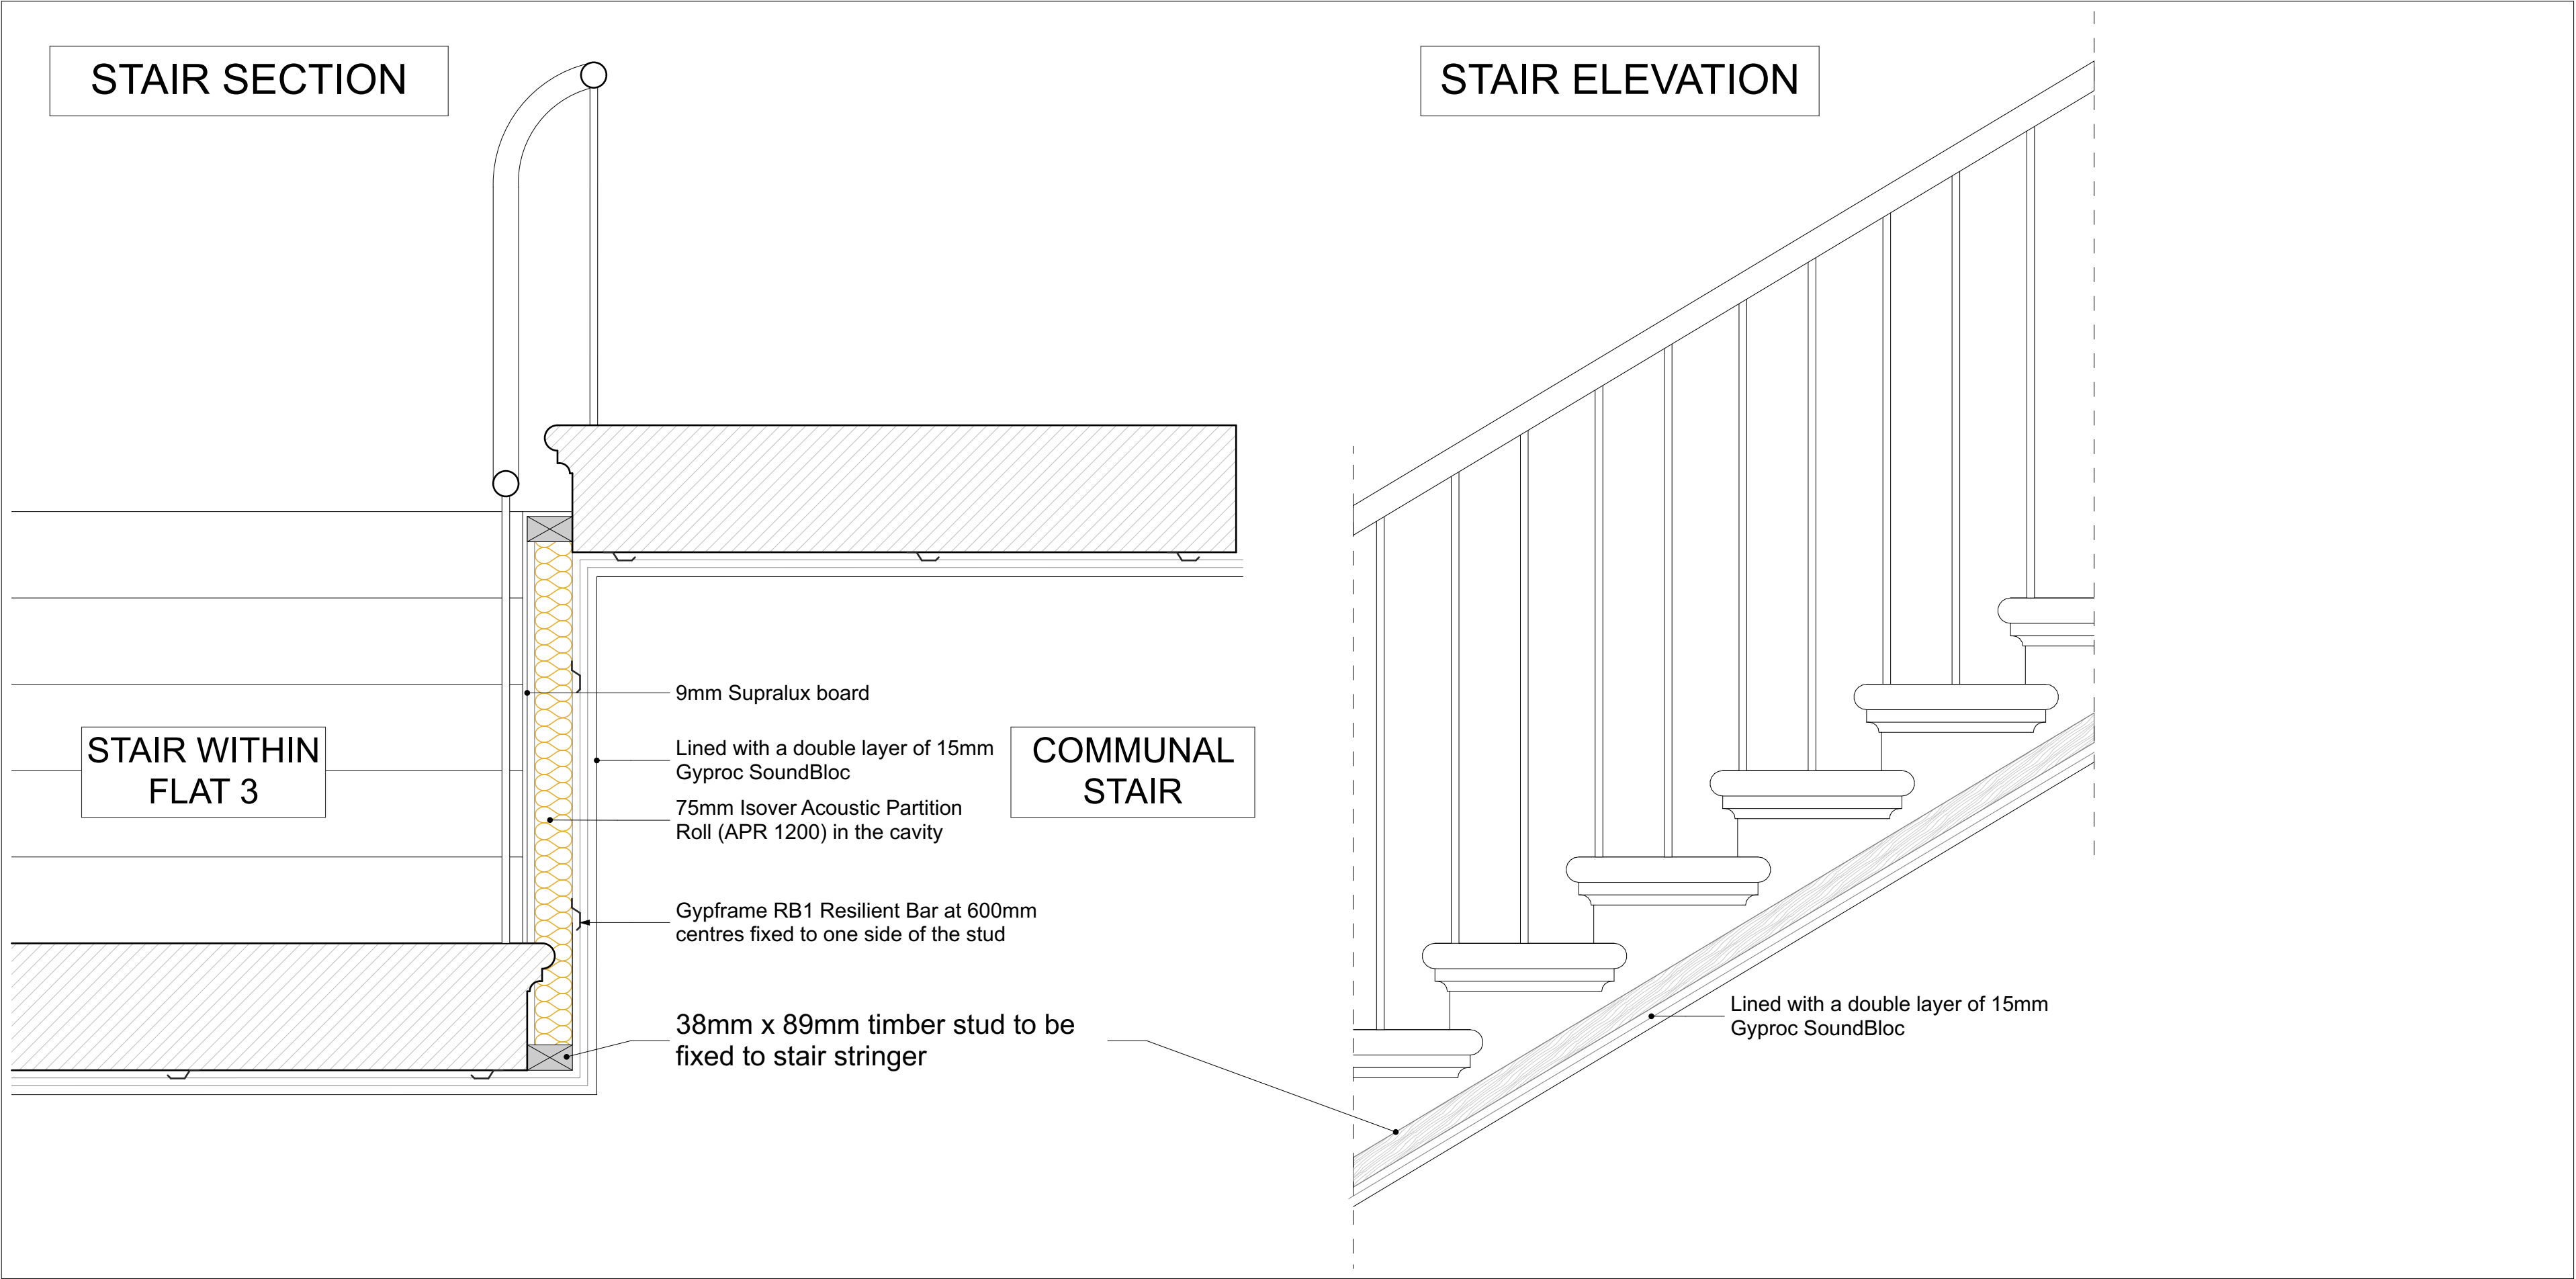 STAIR SECTION
STAIR ELEVATION
9mm Supralux board
Lined with a double layer of 15mm
Gyproc SoundBloc
STAIR WITHIN
FLAT 3
COMMUNAL
STAIR
75mm Isover Acoustic Partition
Roll (APR 1200) in the cavity
Gypframe RB1 Resilient Bar at 600mm
centres fixed to one side of the stud
38mm x 89mm timber stud to be
fixed to stair stringer
Lined with a double layer of 15mm
Gyproc SoundBloc